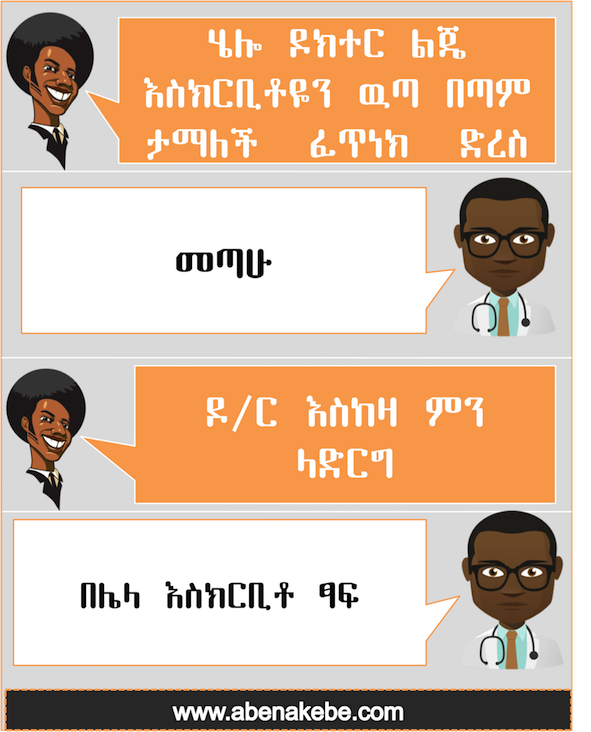 ሄሎ ዶክተር ልጄ
እስክርቢቶዬን ዉጣ በጣም
ታማለች ፈጥነክ ድረስ
መጣሁ
ዶ/ር እስከዛ ምን
ላድርግ
በሌላ እስክርቢቶ ፃፍ
www.abenakebe.com